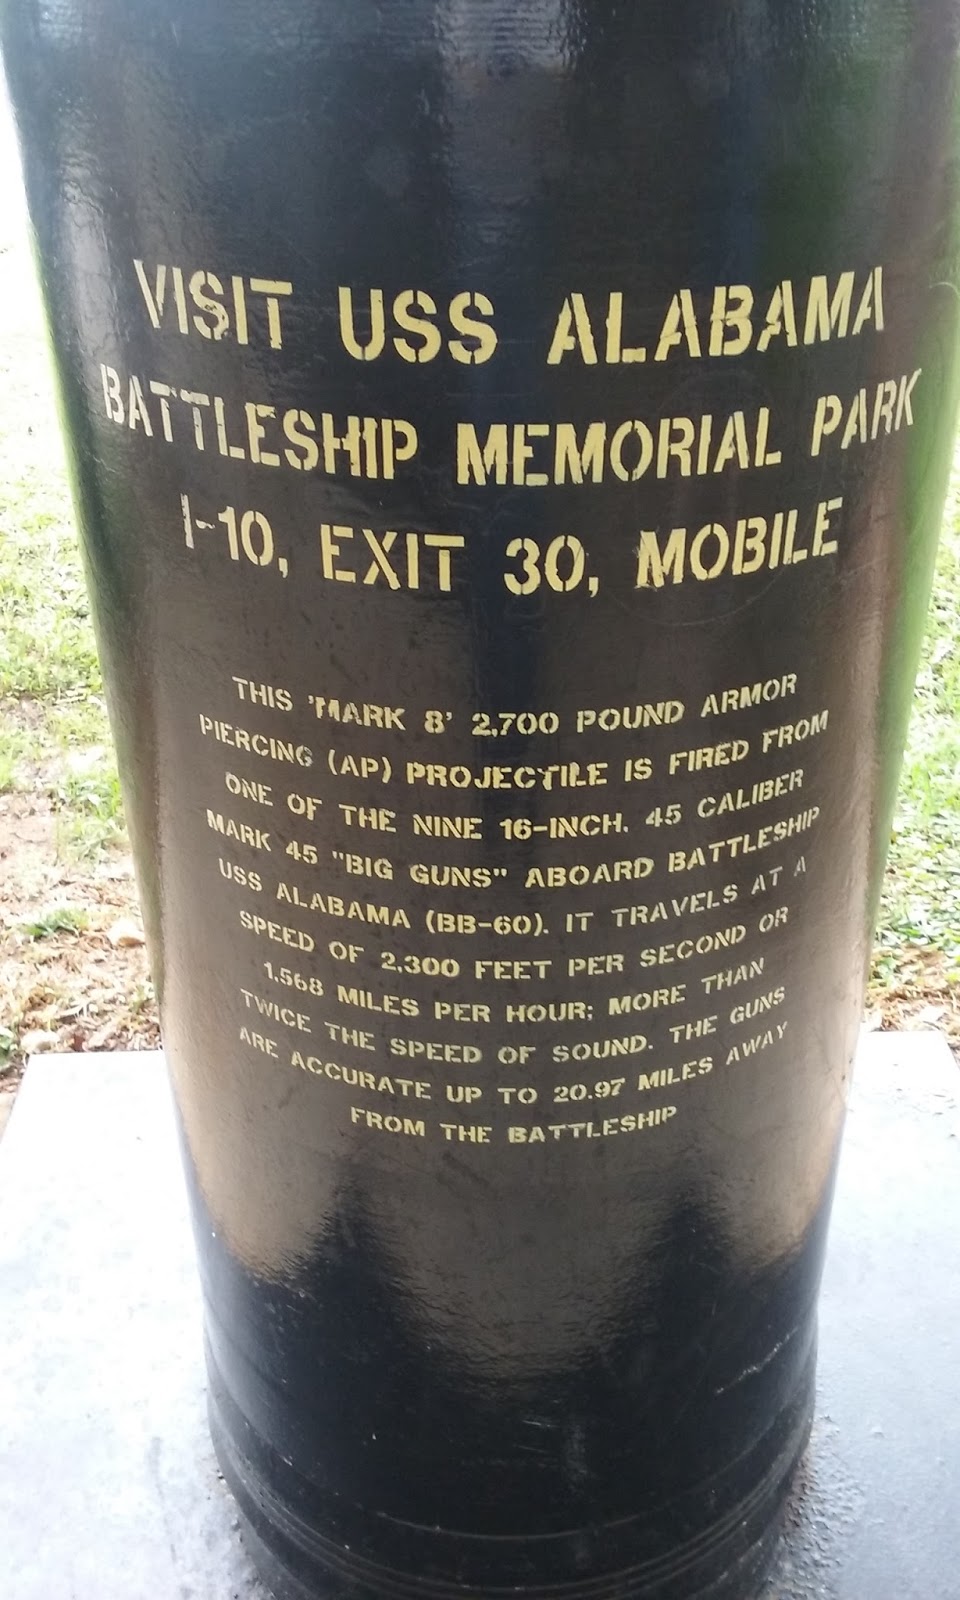 VISIT USS ALABAMA
BATTLESHIP MEMORIAL PARK
I-10, EXIT 30, MOBILE
THIS 'MARK 8' 2,700 POUND ARMOR
PIERCING (AP) PROJECTILE IS FIRED FROM
ONE OF THE NINE 16-INCH, 45 CALIBER
MARK 45 "BIG GUNS" ABOARD BATTLESHIP
USS ALABAMA (BB-60). IT TRAVELS AT A
SPEED OF 2,300 FEET PER SECOND OR
1,568 MILES PER HOUR; MORE THAN
TWICE THE SPEED OF SOUND. THE GUNS
ARE ACCURATE UP TO 20.97 MILES AWAY
FROM THE BATTLESHIP